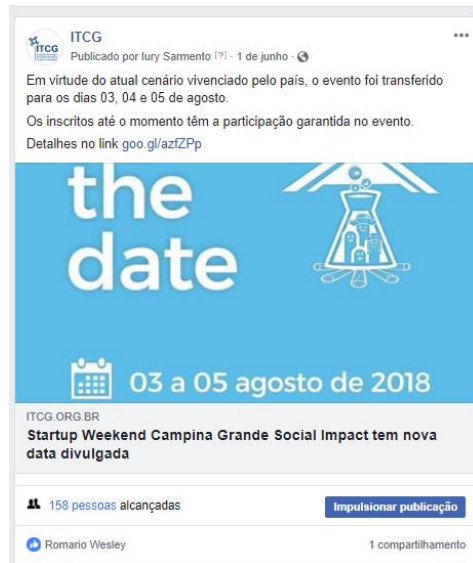 ITCG
ITCG
Publicado por Iury Sarmento [?] · 1 de junho ·
Em virtude do atual cenário vivenciado pelo país, o evento foi transferido
para os dias 03, 04 e 05 de agosto.
Os inscritos até o momento têm a participação garantida no evento.
Detalhes no link goo.gl/azfZPp
the
date
03 a 05 agosto de 2018
ITCG.ORG.BR
Startup Weekend Campina Grande Social Impact tem nova
data divulgada
158 pessoas alcançadas
Impulsionar publicação
Romario Wesley
1 compartilhamento